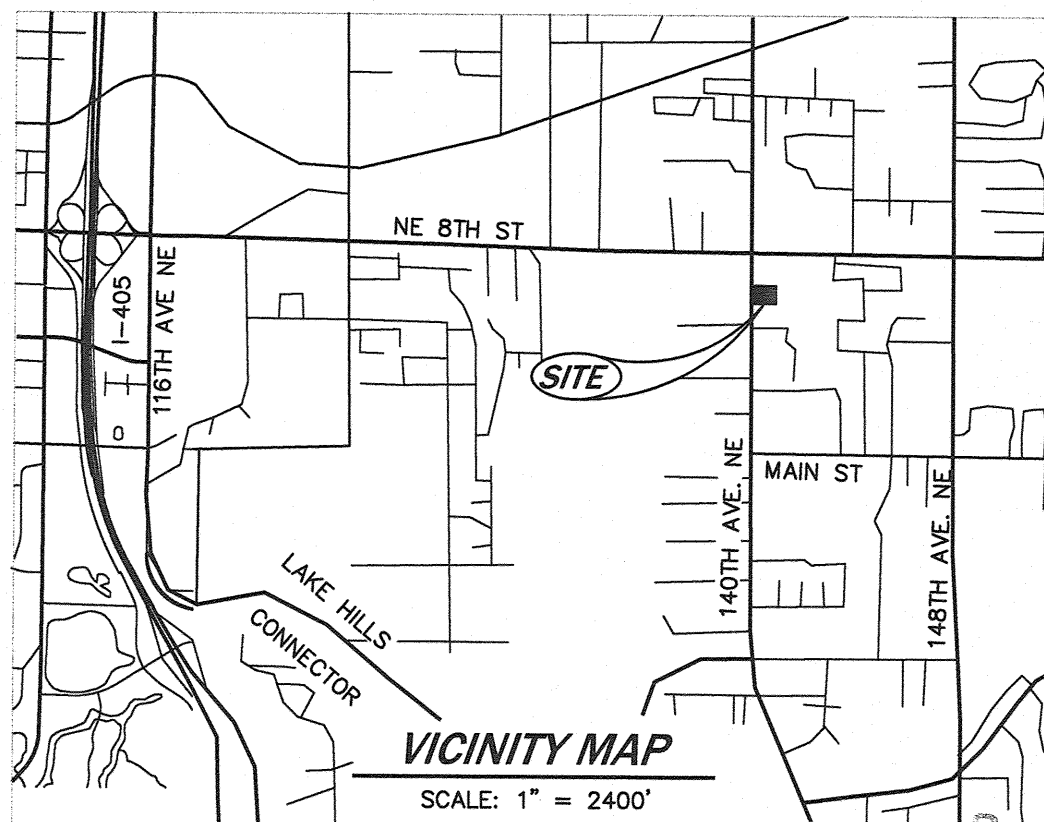 NE 8TH ST
I-405
116TH AVE NE
SITE
MAIN ST
140TH AVE. NE
148TH AVE. NE
LAKE HILLS
CONNECTOR
VICINITY MAP
SCALE: 1" = 2400'